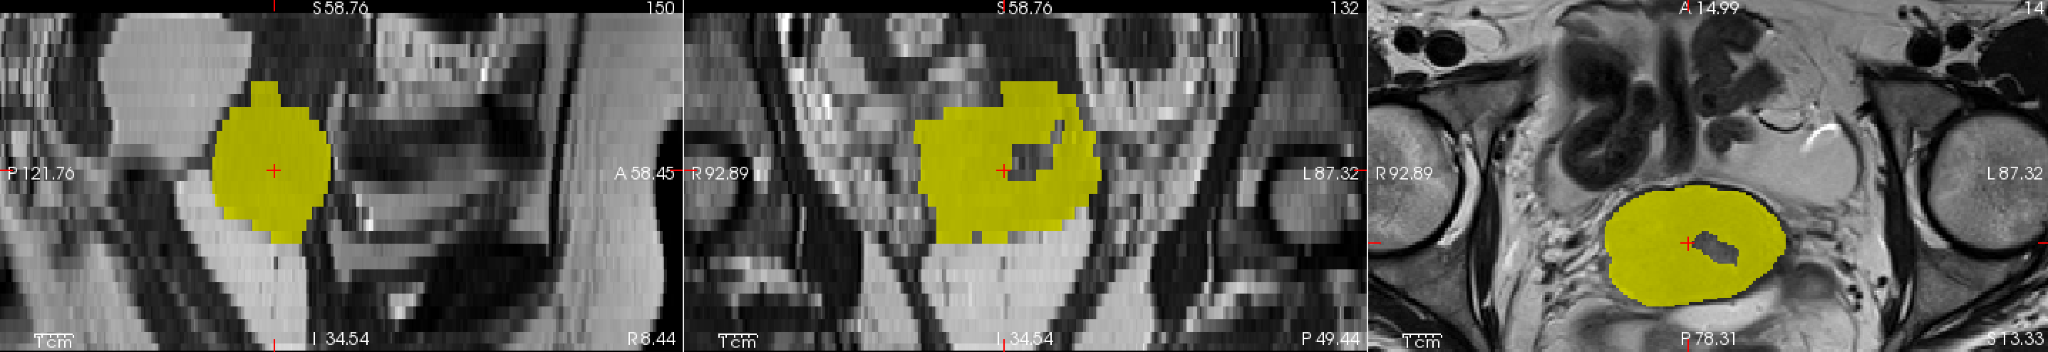 S 58.76
150
P 121.76
A 58.45
1cm
I 34.54
R 8.44
S 58.76
132
R 92.89
L 87.32
1cm
I 34.54
P 49.44
A 14.99
14
R 92.89
L 87.32
1cm
P 78.31
S 13.33